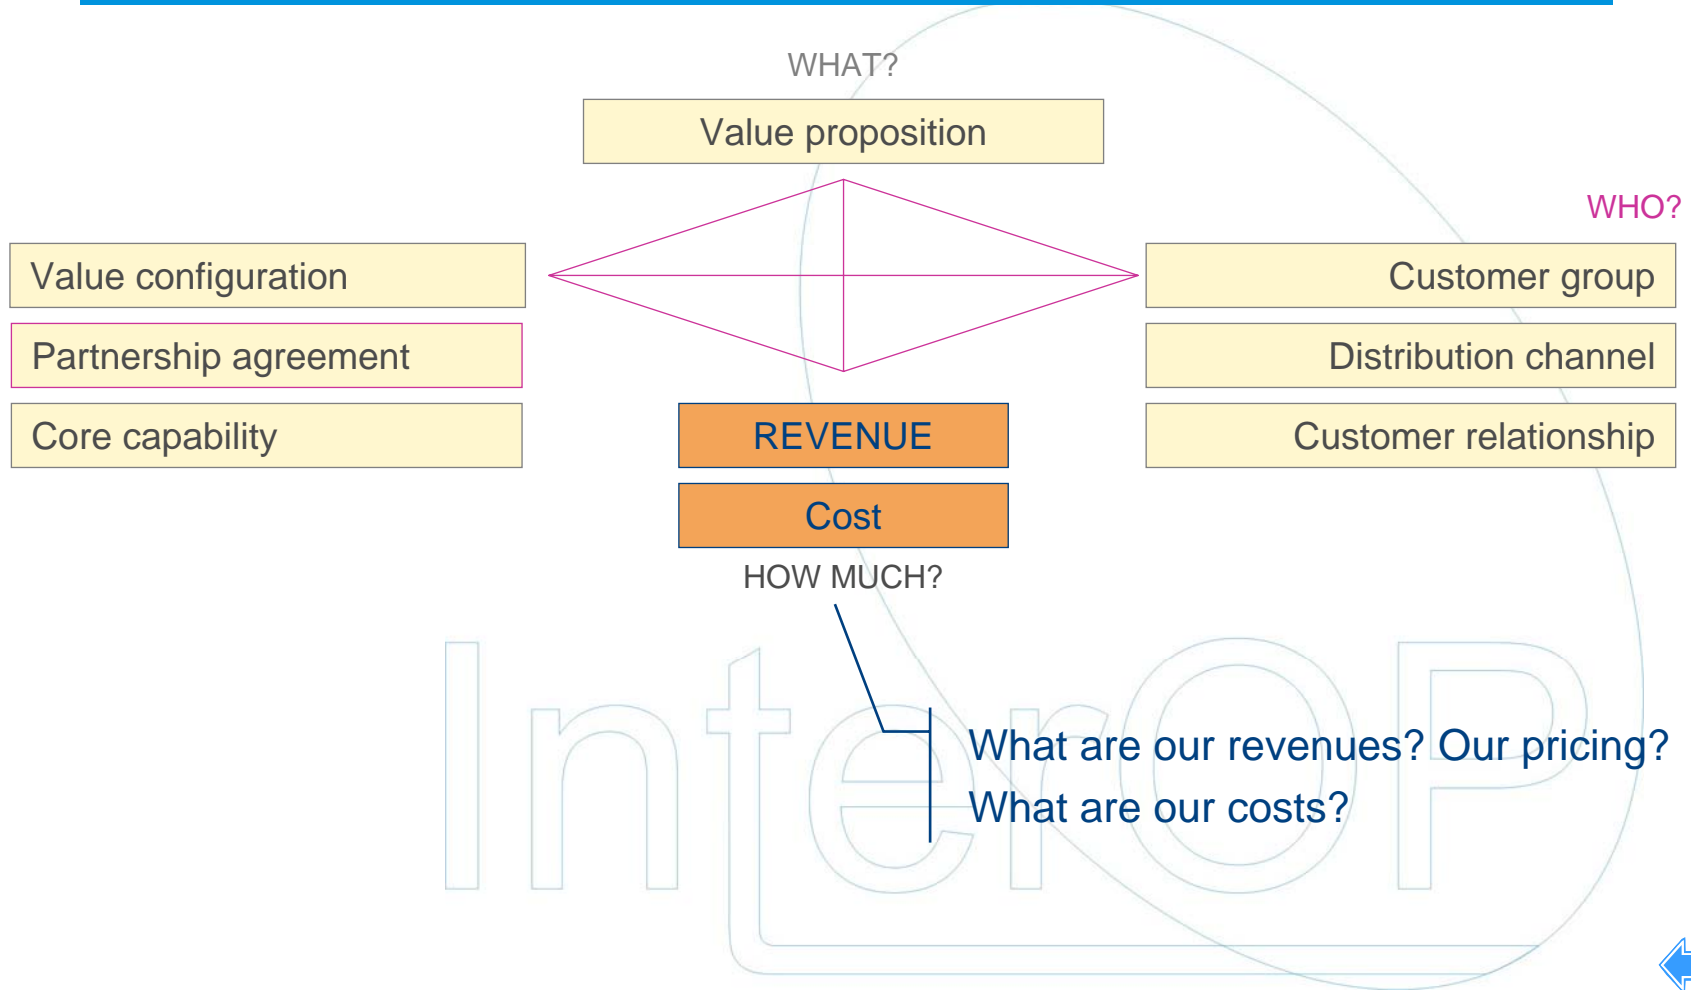 WHAT?
Value proposition
WHO?
Value configuration
Customer group
Partnership agreement
Distribution channel
Core capability
REVENUE
Customer relationship
Cost
HOW MUCH?
What are our revenues? Our pricing?
What are our costs?
InterOP